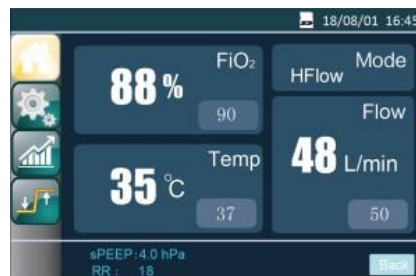 18/08/01 16:45
FiO₂
88 %
90
Mode
HFlow
Temp
35 °C
37
Flow
48 L/min
50
sPEEP:4.0 hPa
RR : 18
Back